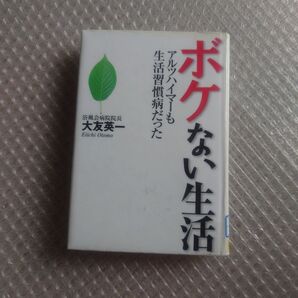 ボケない生活
アルツハイマーも
生活習慣病だった
浴風会病院院長
大友英一
Eiichi Otomo